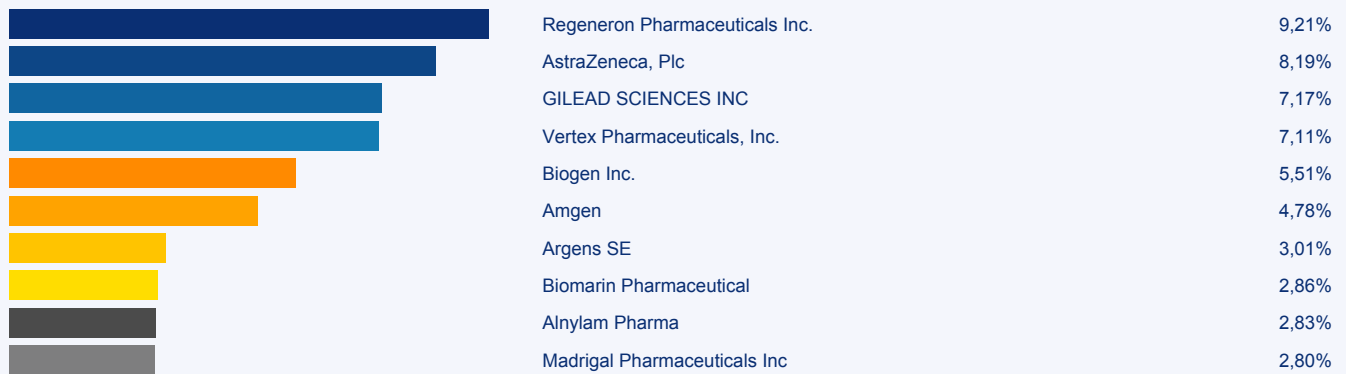 Regeneron Pharmaceuticals Inc. 9,21%
AstraZeneca, Plc 8,19%
GILEAD SCIENCES INC 7,17%
Vertex Pharmaceuticals, Inc. 7,11%
Biogen Inc. 5,51%
Amgen 4,78%
Argens SE 3,01%
Biomarin Pharmaceutical 2,86%
Alnylam Pharma 2,83%
Madrigal Pharmaceuticals Inc 2,80%